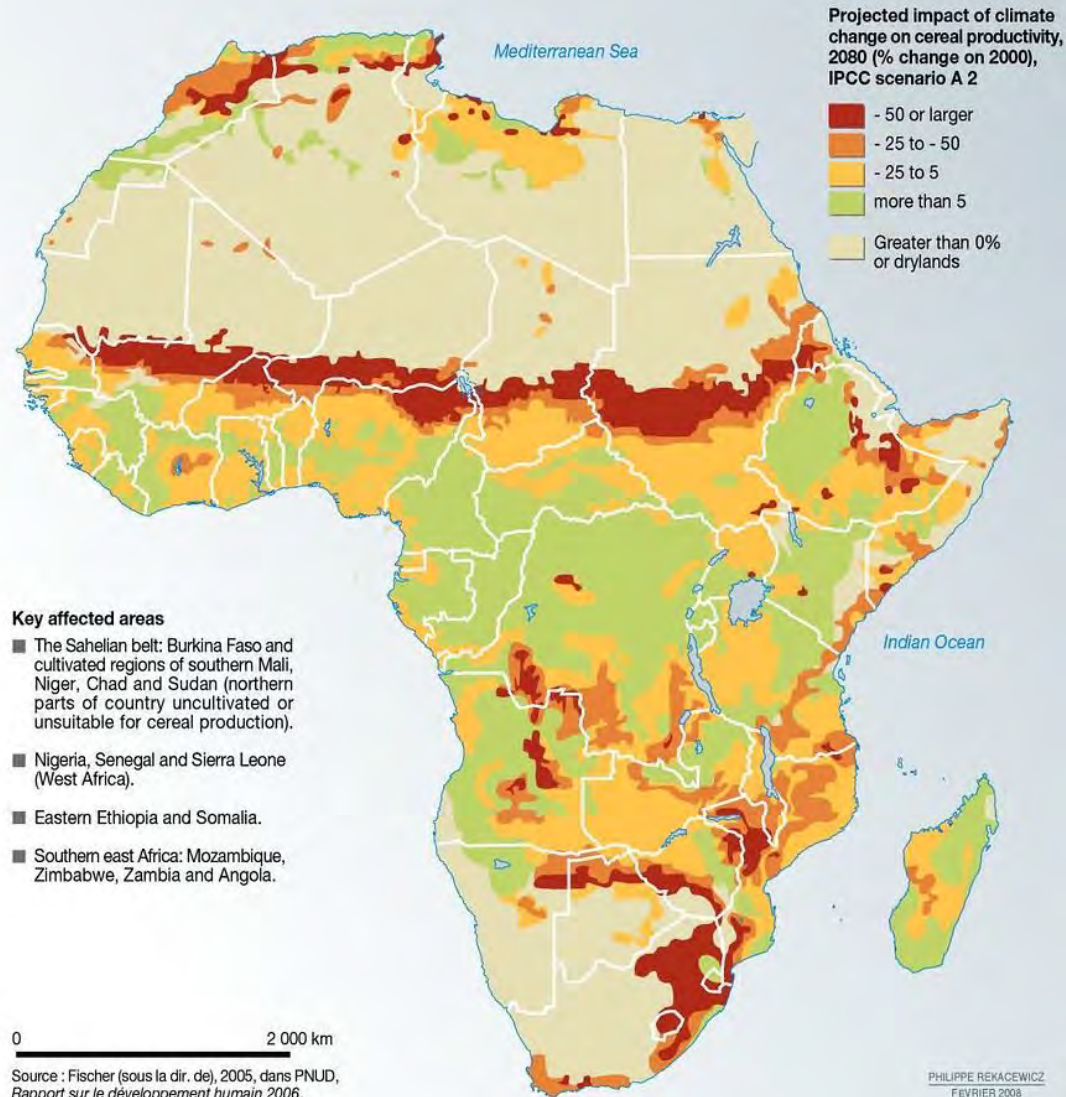 Mediterranean Sea
Projected impact of climate
change on cereal productivity,
2080 (% change on 2000),
IPCC scenario A 2
- 50 or larger
- 25 to - 50
- 25 to 5
more than 5
Greater than 0%
or drylands
Indian Ocean
Key affected areas
The Sahelian belt: Burkina Faso and
cultivated regions of southern Mali,
Niger, Chad and Sudan (northern
parts of country uncultivated or
unsuitable for cereal production).
Nigeria, Senegal and Sierra Leone
(West Africa).
Eastern Ethiopia and Somalia.
Southern east Africa: Mozambique,
Zimbabwe, Zambia and Angola.
0 2 000 km
Source : Fischer (sous la dir. de), 2005, dans PNUD,
Rapport sur le développement humain 2006.
PHILIPPE REKACEWICZ
FÉVRIER 2008